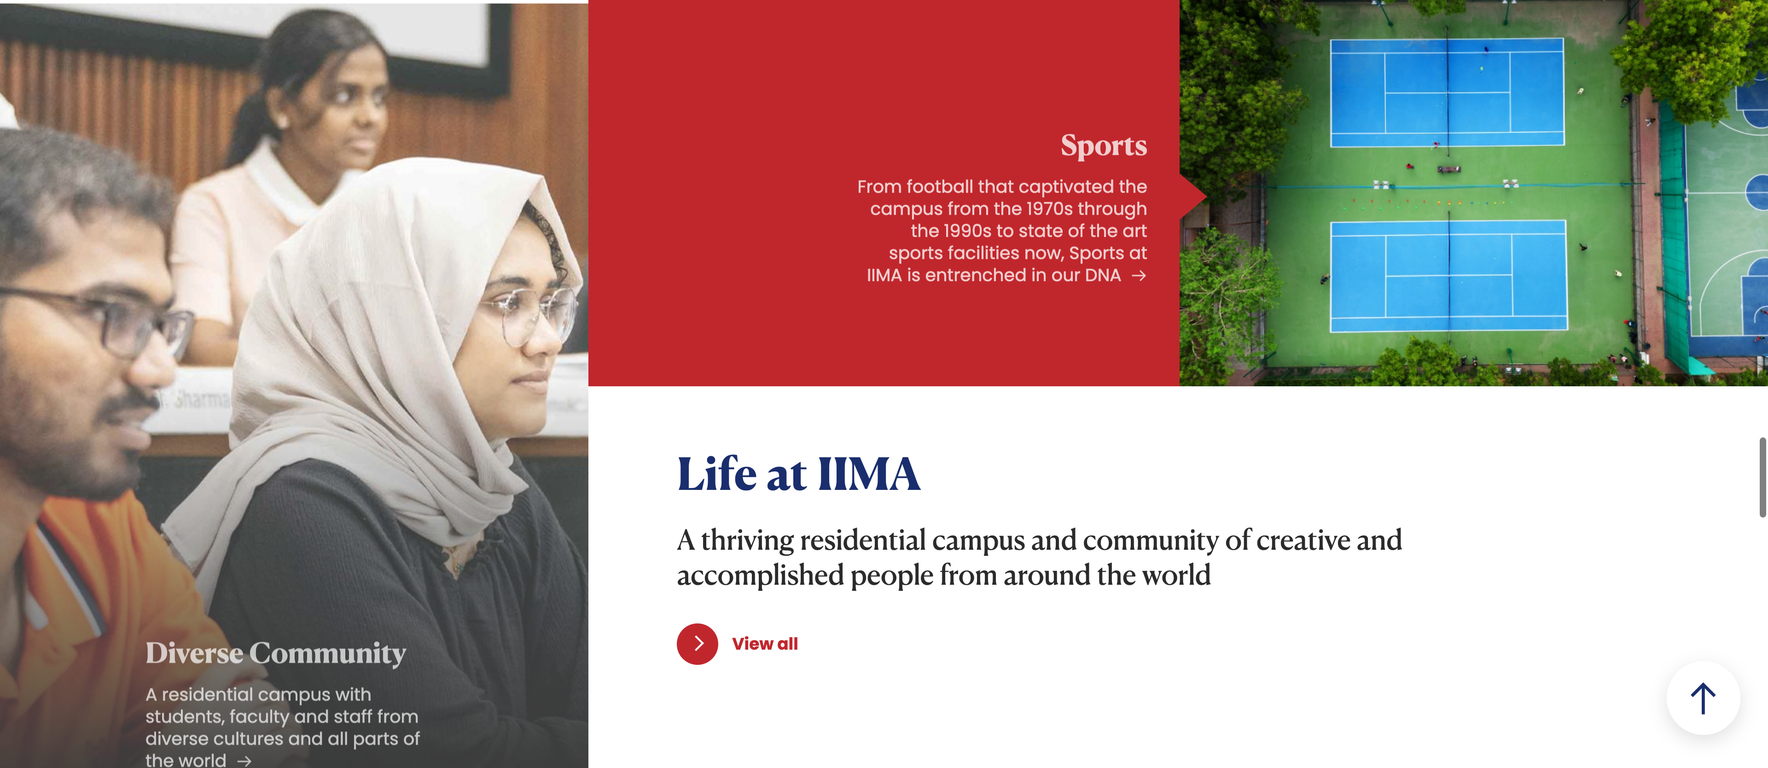 Sports
From football that captivated the
campus from the 1970s through
the 1990s to state of the art
sports facilities now, Sports at
IIMA is entrenched in our DNA →
Life at IIMA
A thriving residential campus and community of creative and
accomplished people from around the world
View all
Sharma
Diverse Community
A residential campus with
students, faculty and staff from
diverse cultures and all parts of
the world →